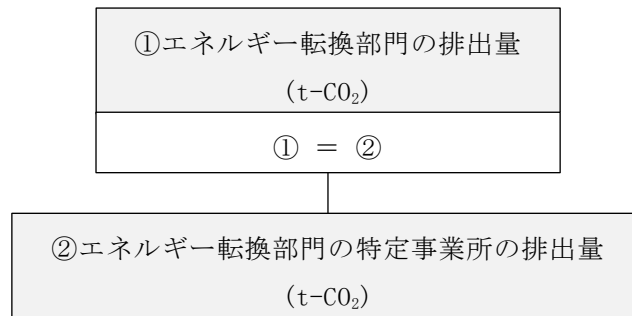 ①エネルギー転換部門の排出量
(t-CO₂)
① = ②
②エネルギー転換部門の特定事業所の排出量
(t-CO₂)